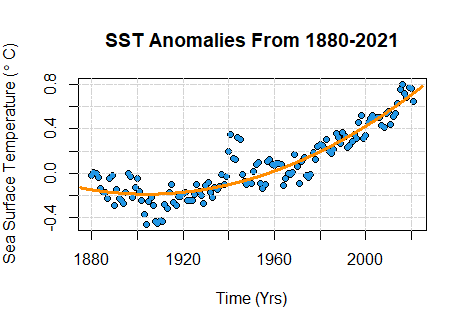 SST Anomalies From 1880-2021
Sea Surface Temperature (° C)
0.8
0.4
0.0
-0.4
1880 1920 1960 2000
Time (Yrs)